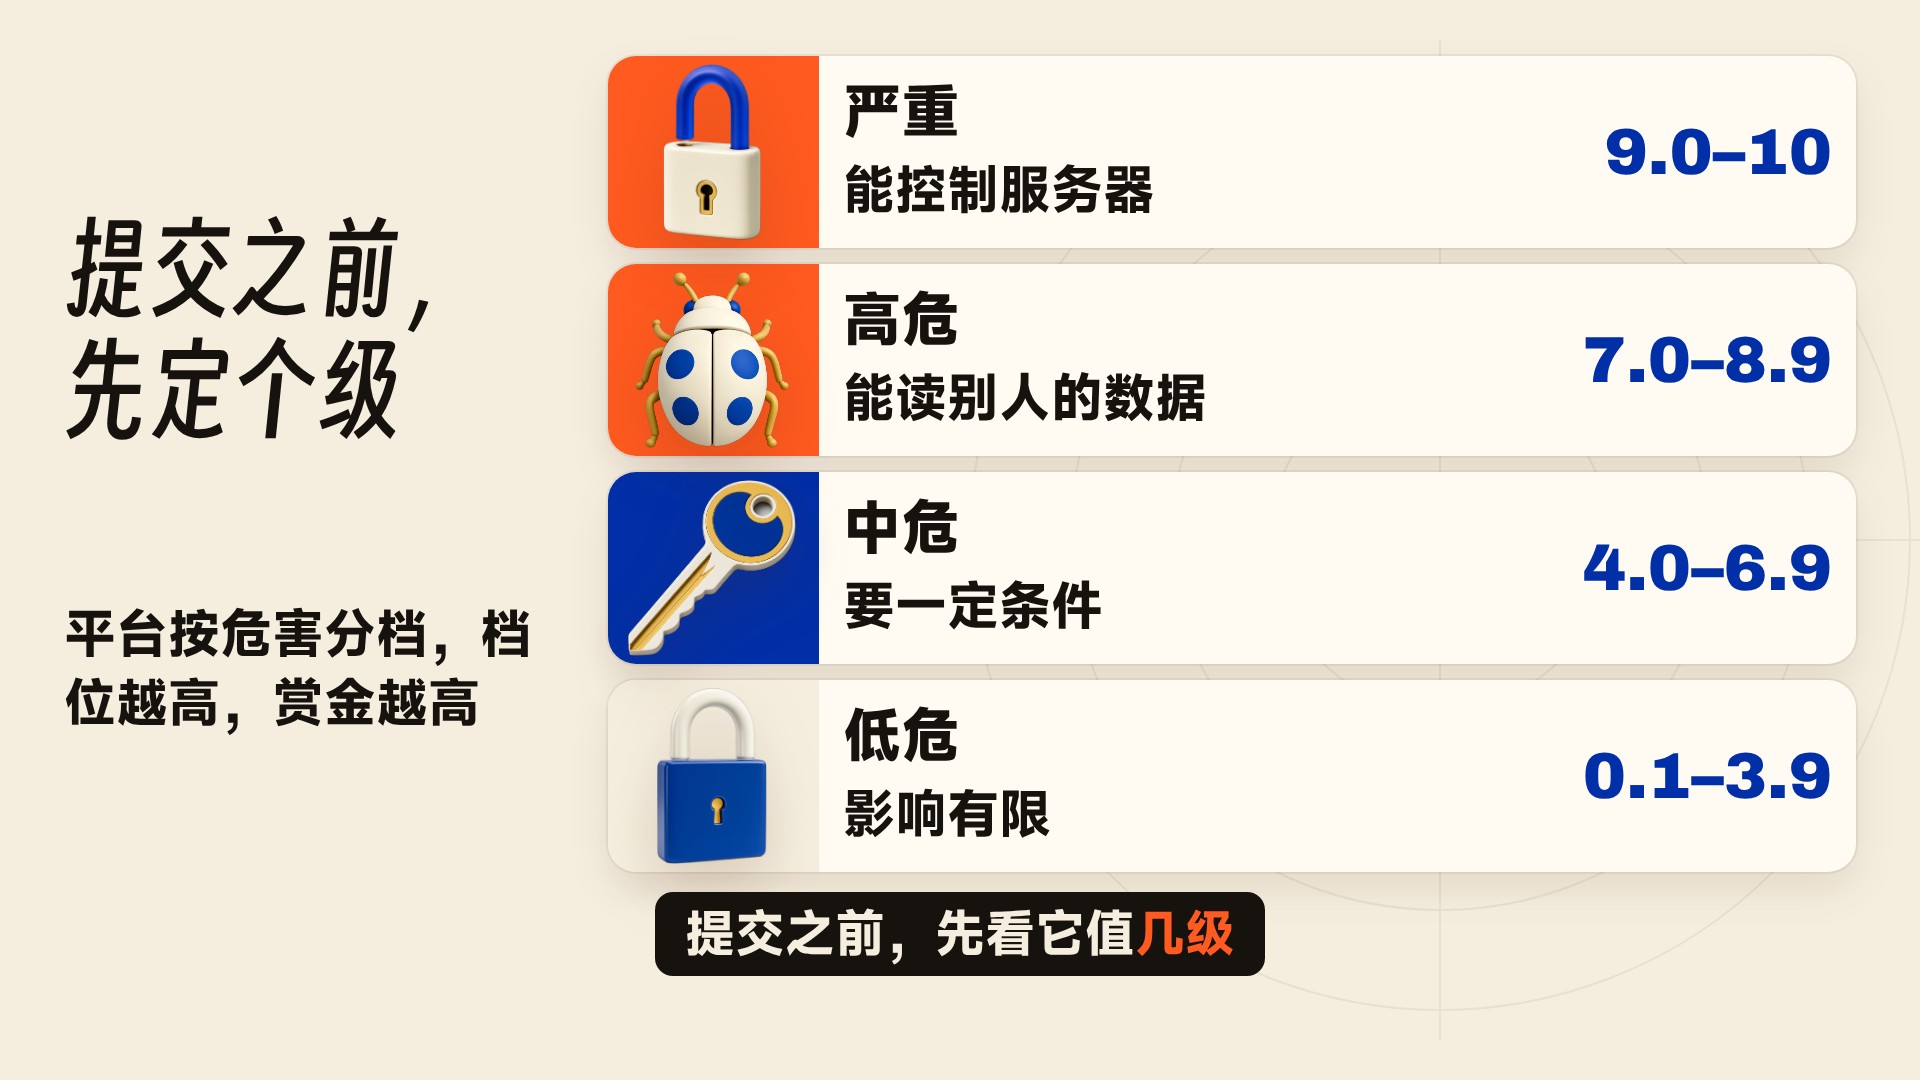 提交之前，
先定个级
平台按危害分档，档
位越高，赏金越高
严重
能控制服务器
9.0–10
高危
能读别人的数据
7.0–8.9
中危
要一定条件
4.0–6.9
低危
影响有限
0.1–3.9
提交之前，先看它值几级